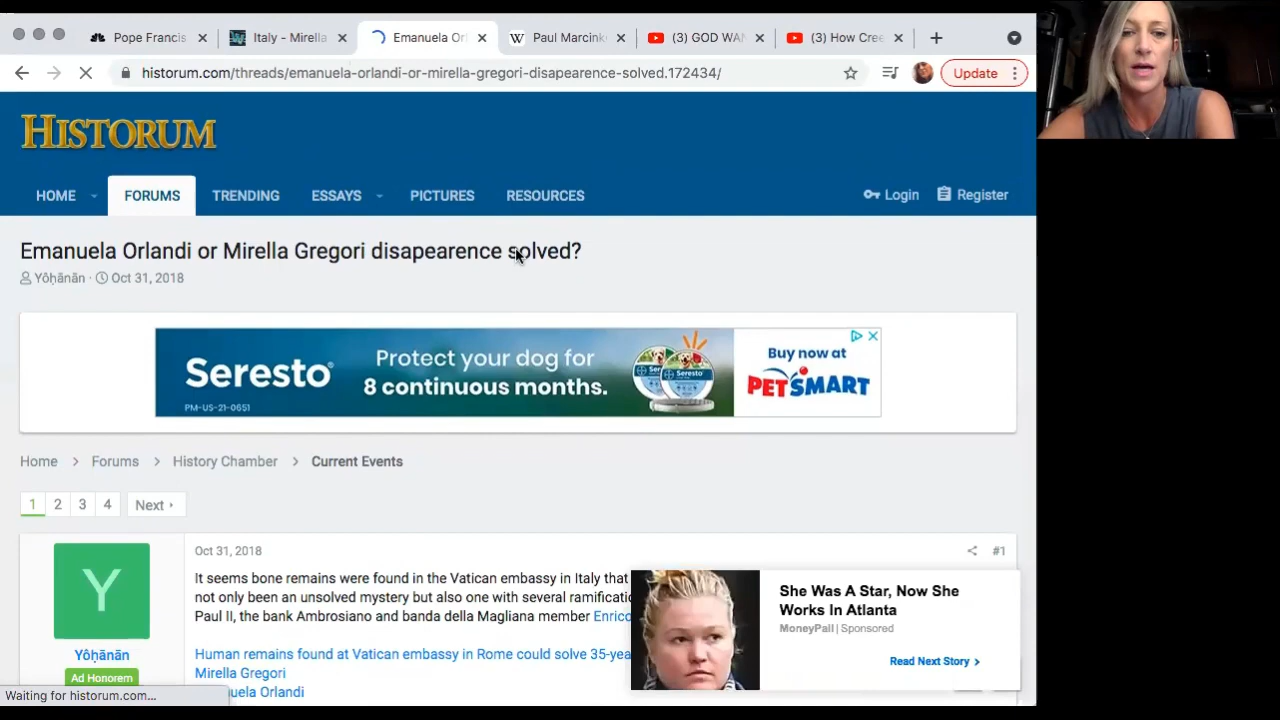 Pope Francis
Italy - Mirella
Emanuela Orl
Paul Marcink
(3) GOD WAN
(3) How Cree
historum.com/threads/emanuela-orlandi-or-mirella-gregori-disapearence-solved.172434/
Update
HISTORUM
HOME
FORUMS
TRENDING
ESSAYS
PICTURES
RESOURCES
Login
Register
Emanuela Orlandi or Mirella Gregori disapearence solved?
Yôḥānān · Oct 31, 2018
Seresto
Protect your dog for
8 continuous months.
PM-US-21-0651
Buy now at
PETSMART
Home > Forums > History Chamber > Current Events
1 2 3 4 Next
Y
Yôḥānān
Ad Honorem
Oct 31, 2018
#1
It seems bone remains were found in the Vatican embassy in Italy that
not only been an unsolved mystery but also one with several ramificatio
Paul II, the bank Ambrosiano and banda della Magliana member Enrico
Human remains found at Vatican embassy in Rome could solve 35-yea
Mirella Gregori
uela Orlandi
She Was A Star, Now She
Works In Atlanta
MoneyPail | Sponsored
Read Next Story >
Waiting for historum.com...